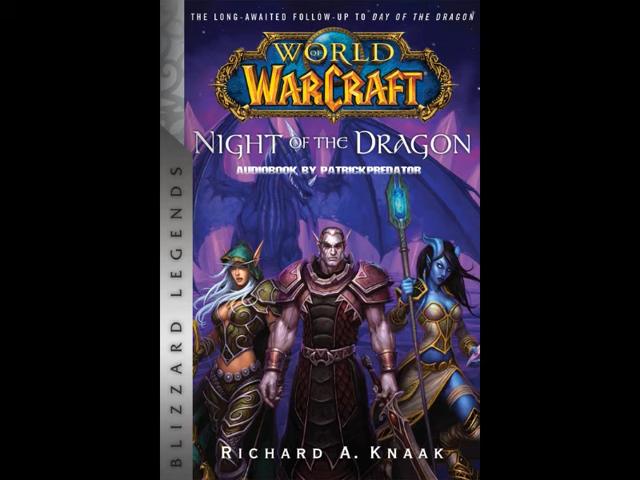 THE LONG-AWAITED FOLLOW-UP TO DAY OF THE DRAGON
WORLD
OF
WARCRAFT
NIGHT OF THE DRAGON
AUDIOBOOK BY PATRICKPREDATOR
BLIZZARD LEGENDS
RICHARD A. KNAAK